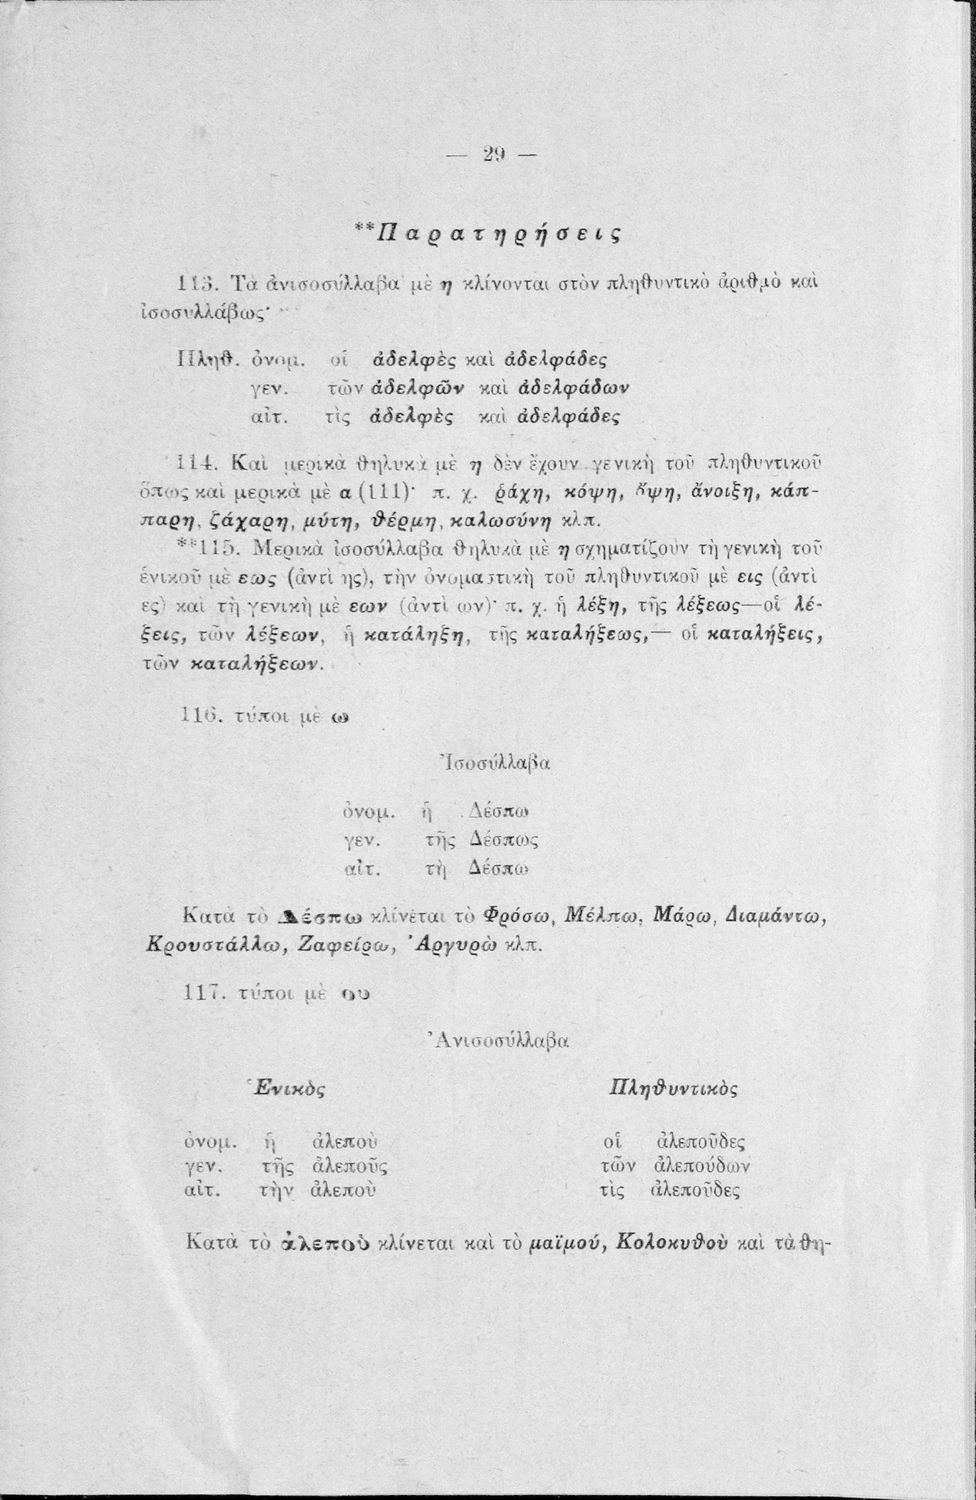 — 29 —
**Παρατηρήσεις
113. Τὰ ἀνισοσύλλαβα μὲ η κλίνονται στὸν πληθυντικὸ ἀριθμὸ καὶ
ἰσοσυλλάβως·
Πληθ. ὀνομ. οἱ ἀδελφὲς καὶ ἀδελφάδες
γεν. τῶν ἀδελφῶν καὶ ἀδελφάδων
αἰτ. τὶς ἀδελφὲς καὶ ἀδελφάδες
114. Καὶ μερικὰ θηλυκὰ μὲ η δὲν ἔχουν γενικὴ τοῦ πληθυντικοῦ
ὅπως καὶ μερικὰ μὲ α (111)· π. χ. ῥάχη, κόψη, ὄψη, ἄνοιξη, κάπ-
παρη, ζάχαρη, μύτη, θέρμη, καλωσύνη κλπ.
**115. Μερικὰ ἰσοσύλλαβα θηλυκὰ μὲ η σχηματίζουν τὴ γενικὴ τοῦ
ἑνικοῦ μὲ εως (ἀντὶ ης), τὴν ὀνομαστικὴ τοῦ πληθυντικοῦ μὲ εις (ἀντὶ
ες) καὶ τὴ γενικὴ μὲ εων (ἀντὶ ων)· π. χ. ἡ λέξη, τῆς λέξεως—οἱ λέ-
ξεις, τῶν λέξεων, ἡ κατάληξη, τῆς καταλήξεως,— οἱ καταλήξεις,
τῶν καταλήξεων.
116. τύποι μὲ ω
Ἰσοσύλλαβα
ὀνομ. ἡ Δέσπω
γεν. τῆς Δέσπως
αἰτ. τὴ Δέσπω
Κατὰ τὸ Δέσπω κλίνεται τὸ Φρόσω, Μέλπω, Μάρω, Διαμάντω,
Κρουστάλλω, Ζαφείρω, Ἀργυρὼ κλπ.
117. τύποι μὲ ου
Ἀνισοσύλλαβα
Ἑνικὸς Πληθυντικὸς
ὀνομ. ἡ ἀλεποὺ οἱ ἀλεποῦδες
γεν. τῆς ἀλεποῦς τῶν ἀλεπούδων
αἰτ. τὴν ἀλεποὺ τὶς ἀλεποῦδες
Κατὰ τὸ ἀλεποὺ κλίνεται καὶ τὸ μαϊμού, Κολοκυθοὺ καὶ τὰ θη-